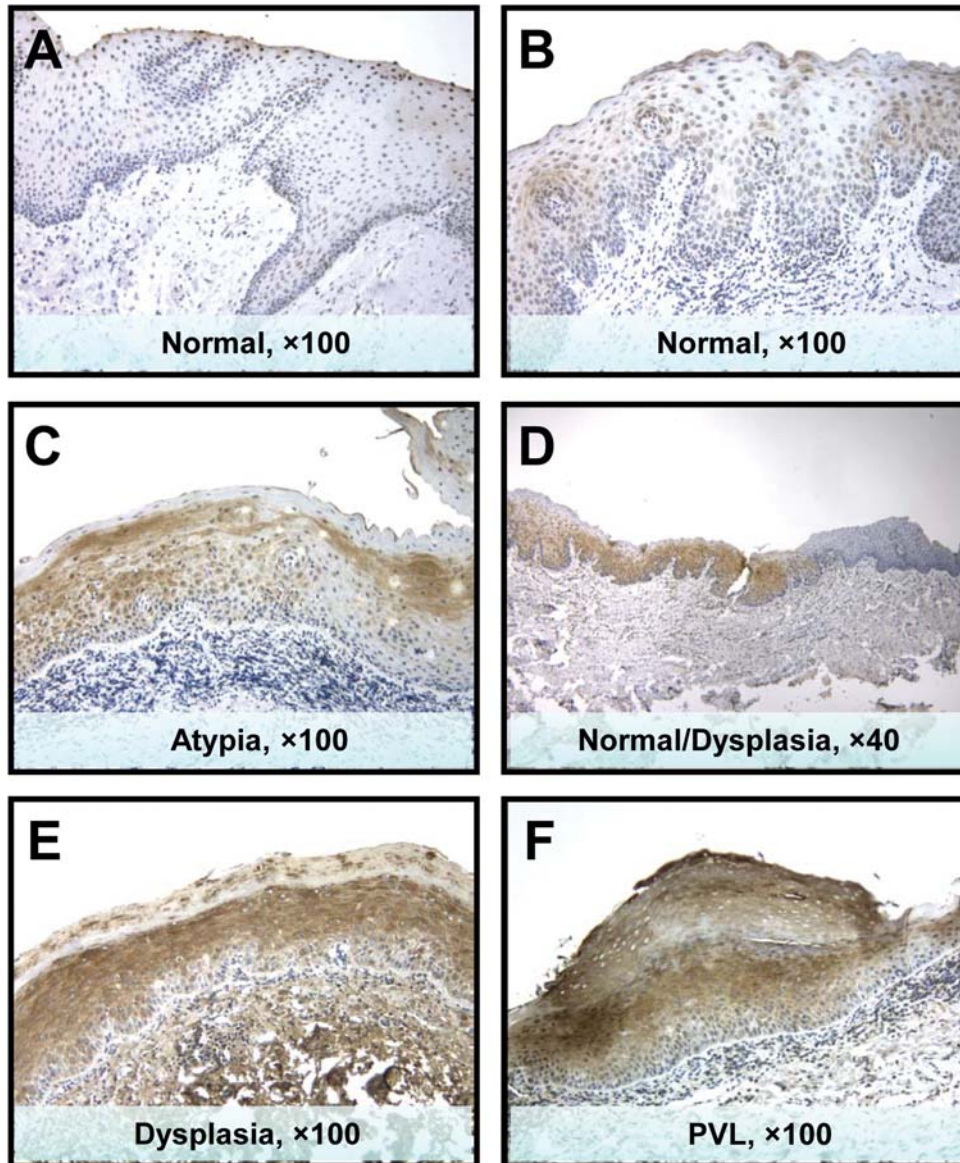 A
Normal, ×100
B
Normal, ×100
C
Atypia, ×100
D
Normal/Dysplasia, ×40
E
Dysplasia, ×100
F
PVL, ×100